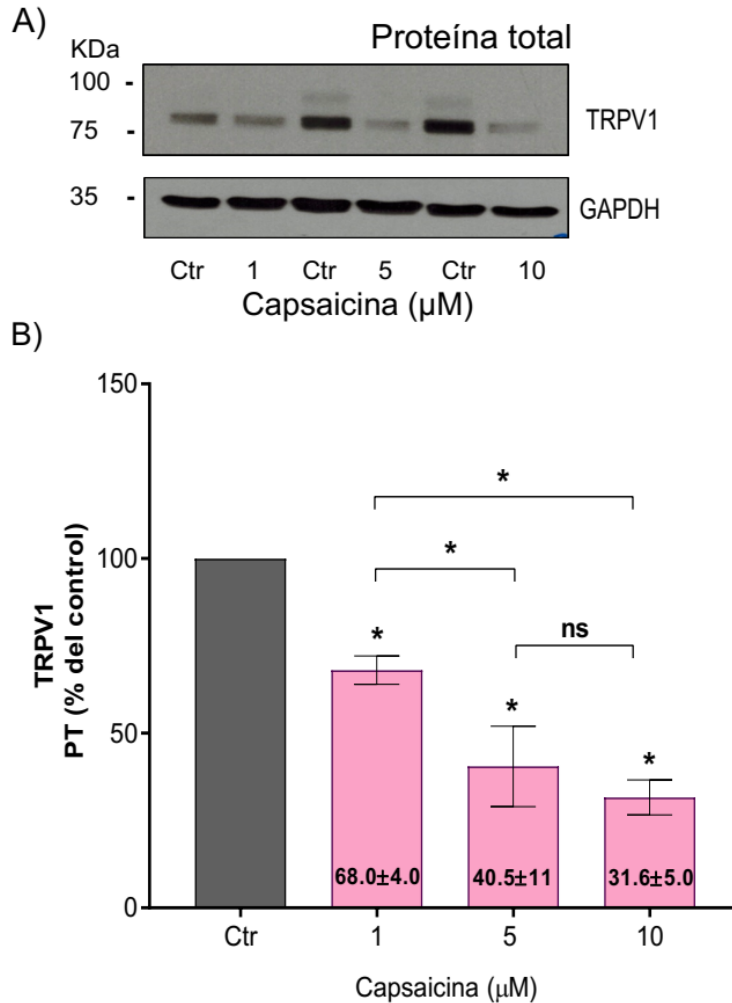 A)
KDa
Proteína total
100 -
75 -
TRPV1
35 -
GAPDH
Ctr 1 Ctr 5 Ctr 10
Capsaicina (µM)
B)
TRPV1
PT (% del control)
150
100
50
0
*
*
ns
*
*
*
68.0±4.0 40.5±11 31.6±5.0
Ctr 1 5 10
Capsaicina (µM)